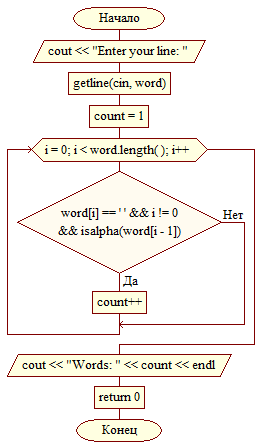 Начало
cout << "Enter your line: "
getline(cin, word)
count = 1
i = 0; i < word.length( ); i++
word[i] == ' ' && i != 0
&& isalpha(word[i - 1])
Нет
Да
count++
cout << "Words: " << count << endl
return 0
Конец